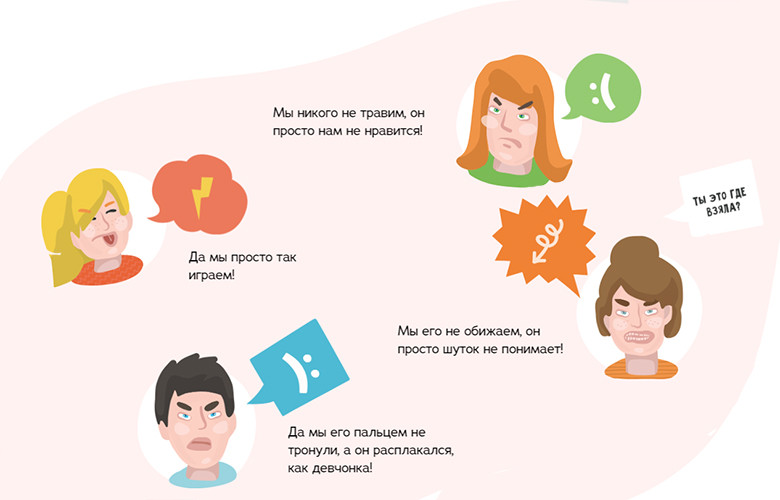 Мы никого не травим, он
просто нам не нравится!
ТЫ ЭТО ГДЕ
ВЗЯЛА?
Да мы просто так
играем!
Мы его не обижаем, он
просто шуток не понимает!
Да мы его пальцем не
тронули, а он расплакался,
как девчонка!